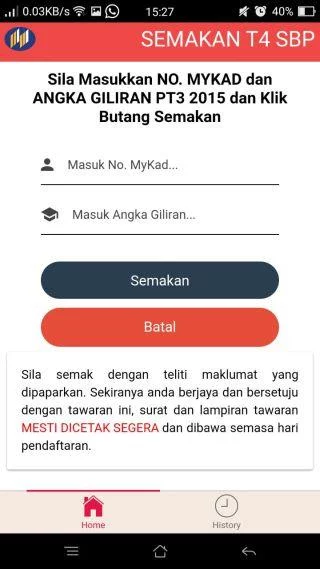 0.03KB/s 15:27 40%
SEMAKAN T4 SBP
Sila Masukkan NO. MYKAD dan
ANGKA GILIRAN PT3 2015 dan Klik
Butang Semakan
Masuk No. MyKad...
Masuk Angka Giliran...
Semakan
Batal
Sila semak dengan teliti maklumat yang
dipaparkan. Sekiranya anda berjaya dan bersetuju
dengan tawaran ini, surat dan lampiran tawaran
MESTI DICETAK SEGERA dan dibawa semasa hari
pendaftaran.
Home History